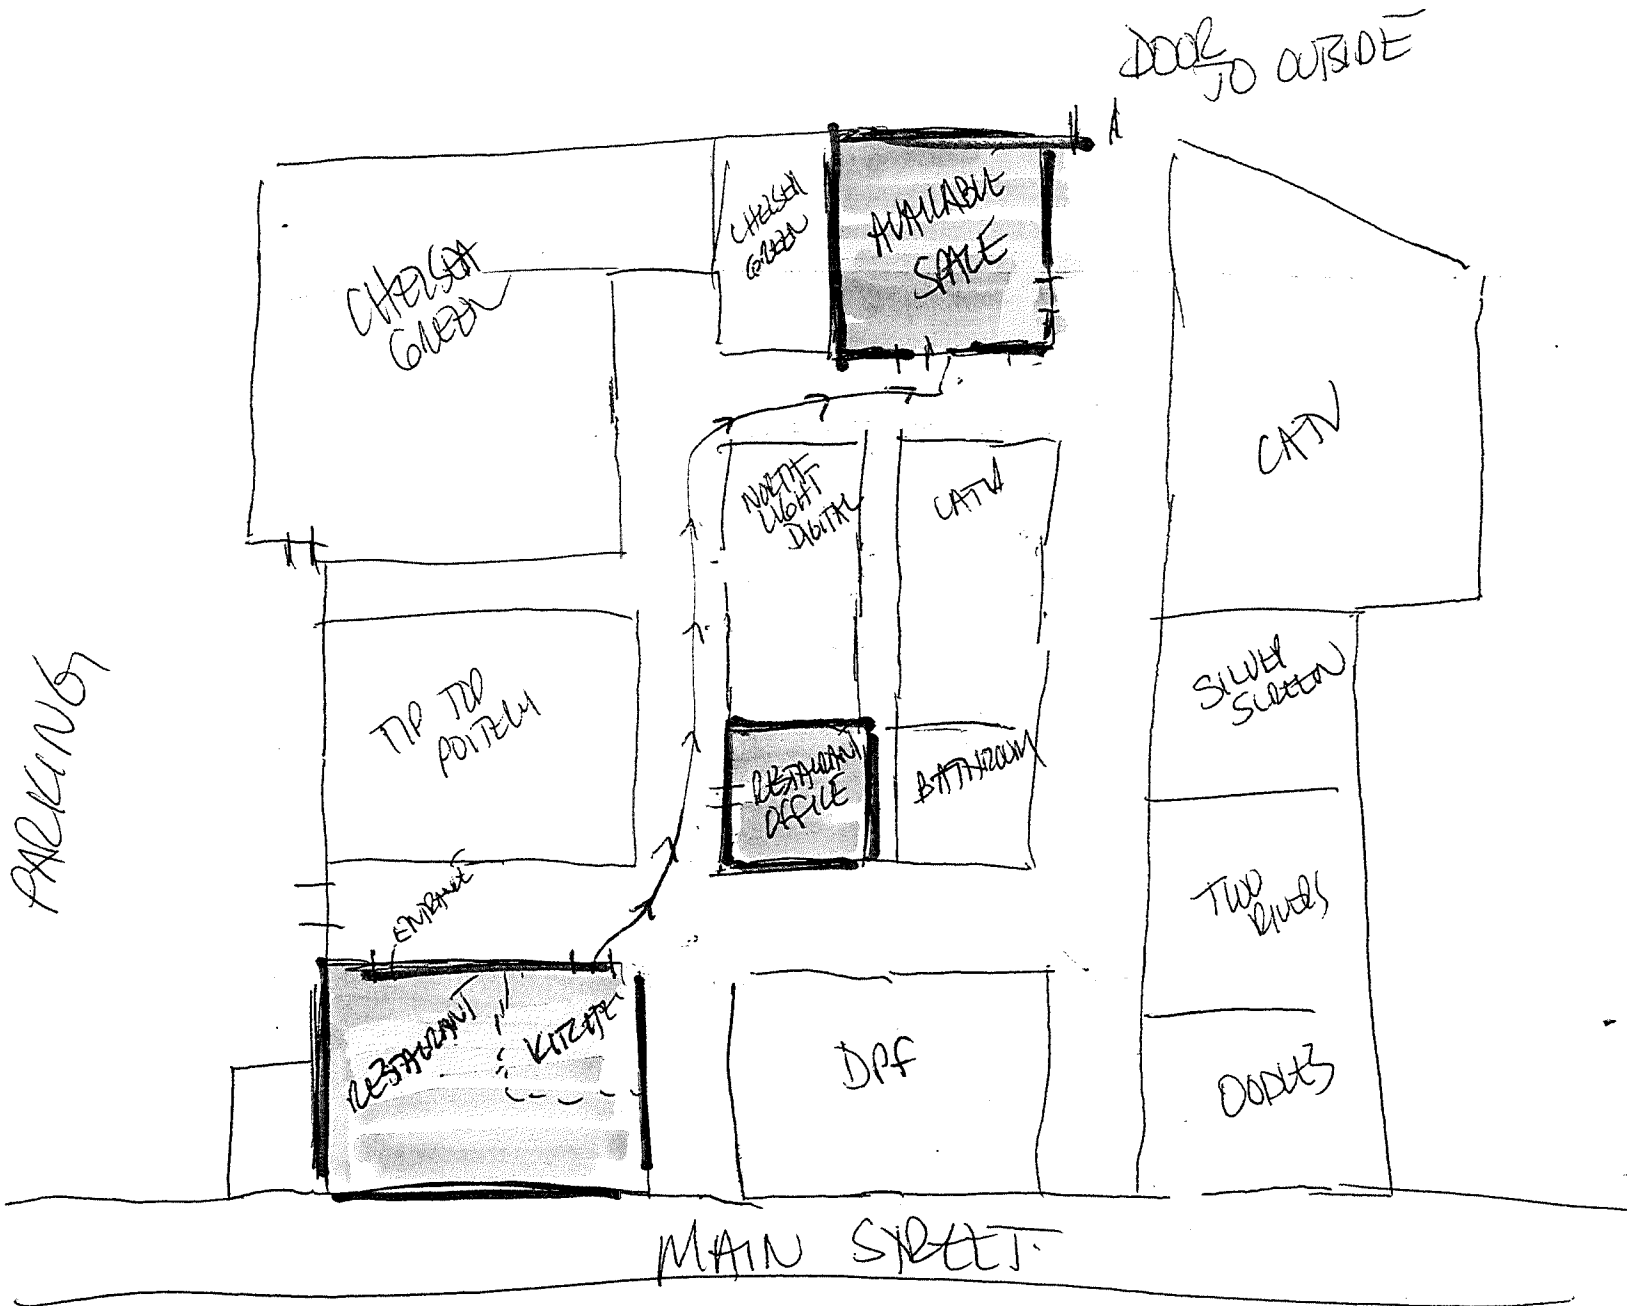 DOOR
TO OUTSIDE
CHELSEA
GREEN
CHELSEA
GREEN
AVAILABLE
SPACE
CATV
NORTH
LIGHT
DIGITAL
CATV
TIP TOP
POTTERY
SILVER
SCREEN
PARKING
RESTAURANT
OFFICE
BATHROOM
ENTRANCE
TWO
RIVERS
RESTAURANT
KITCHEN
DPF
OODLES
MAIN STREET